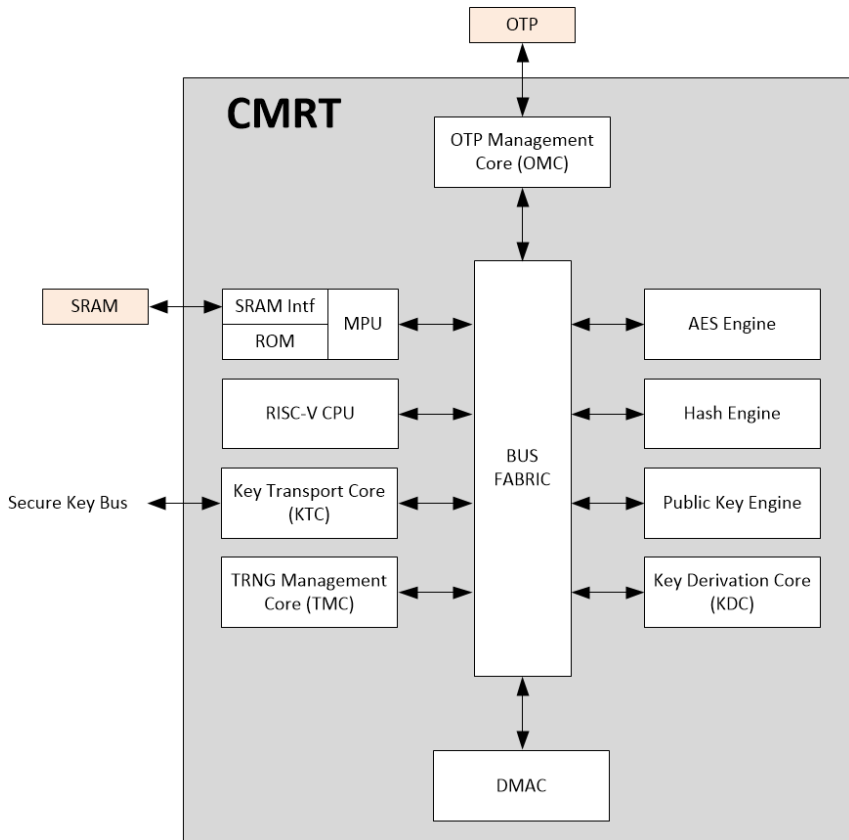 OTP
CMRT
OTP Management
Core (OMC)
SRAM
SRAM Intf
ROM
MPU
AES Engine
RISC-V CPU
Hash Engine
BUS
FABRIC
Secure Key Bus
Key Transport Core
(KTC)
Public Key Engine
TRNG Management
Core (TMC)
Key Derivation Core
(KDC)
DMAC